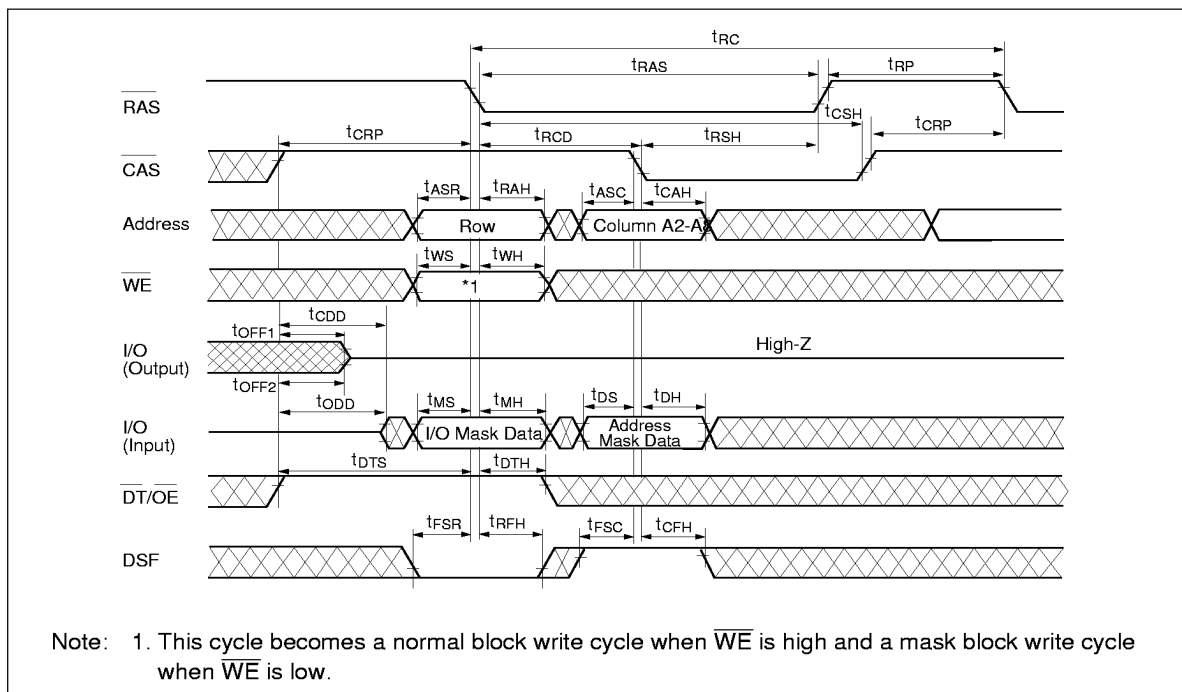 tRC
tRAS
tRP
RAS
tCSH
tCRP
tRCD
tRSH
tCRP
CAS
tASR
tRAH
tASC
tCAH
Address
Row
Column A2-A8
tWS
tWH
WE
*1
tCDD
tOFF1
I/O
(Output)
High-Z
tOFF2
tODD
tMS
tMH
tDS
tDH
I/O
(Input)
I/O Mask Data
Address
Mask Data
tDTS
tDTH
DT/OE
tFSR
tRFH
tFSC
tCFH
DSF
Note: 1. This cycle becomes a normal block write cycle when WE is high and a mask block write cycle
when WE is low.